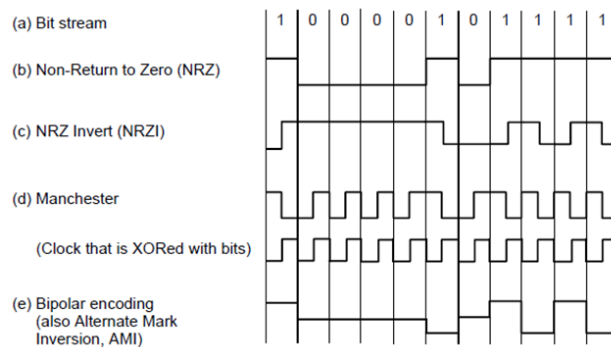 (a) Bit stream 1 0 0 0 0 1 0 1 1 1 1
(b) Non-Return to Zero (NRZ)
(c) NRZ Invert (NRZI)
(d) Manchester
(Clock that is XORed with bits)
(e) Bipolar encoding
(also Alternate Mark
Inversion, AMI)